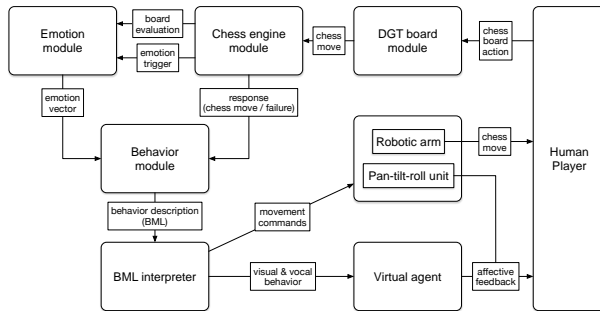 Emotion
module
board
evaluation
emotion
trigger
Chess engine
module
chess
move
DGT board
module
chess
board
action
Human
Player
emotion
vector
response
(chess move / failure)
Behavior
module
Robotic arm
Pan-tilt-roll unit
chess
move
behavior description
(BML)
movement
commands
BML interpreter
visual & vocal
behavior
Virtual agent
affective
feedback